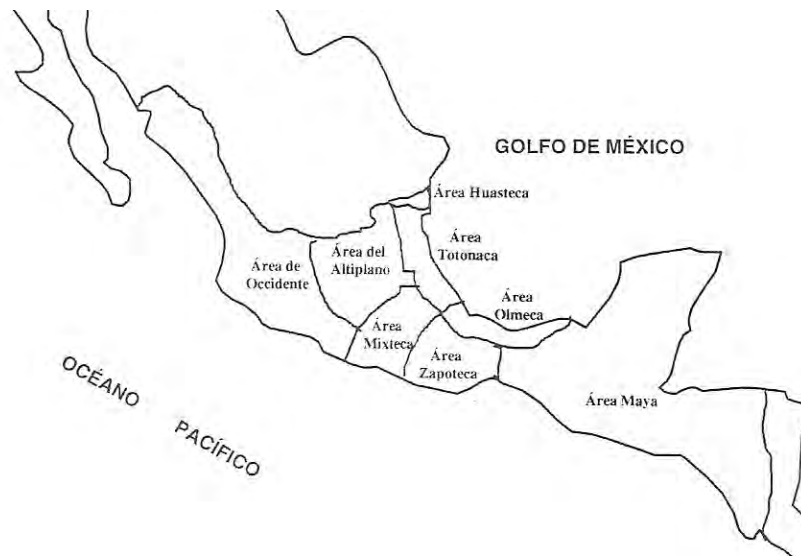 GOLFO DE MÉXICO
Área Huasteca
Área
Totonaca
Área del
Altiplano
Área de
Occidente
Área
Olmeca
Área
Mixteca
Área
Zapoteca
Área Maya
OCÉANO
PACÍFICO